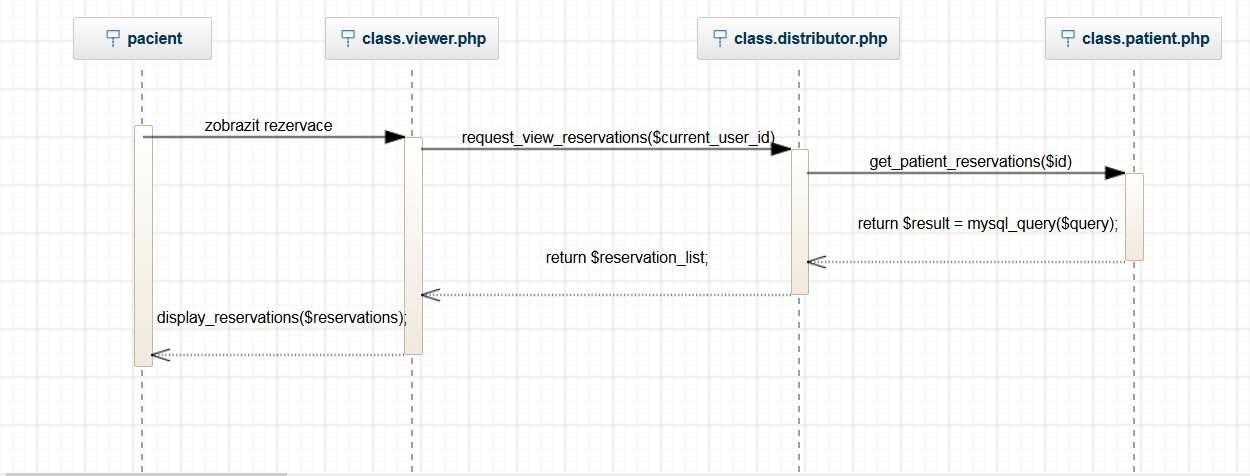 pacient
class.viewer.php
class.distributor.php
class.patient.php
zobrazit rezervace
request_view_reservations($current_user_id)
get_patient_reservations($id)
return $result = mysql_query($query);
return $reservation_list;
display_reservations($reservations);